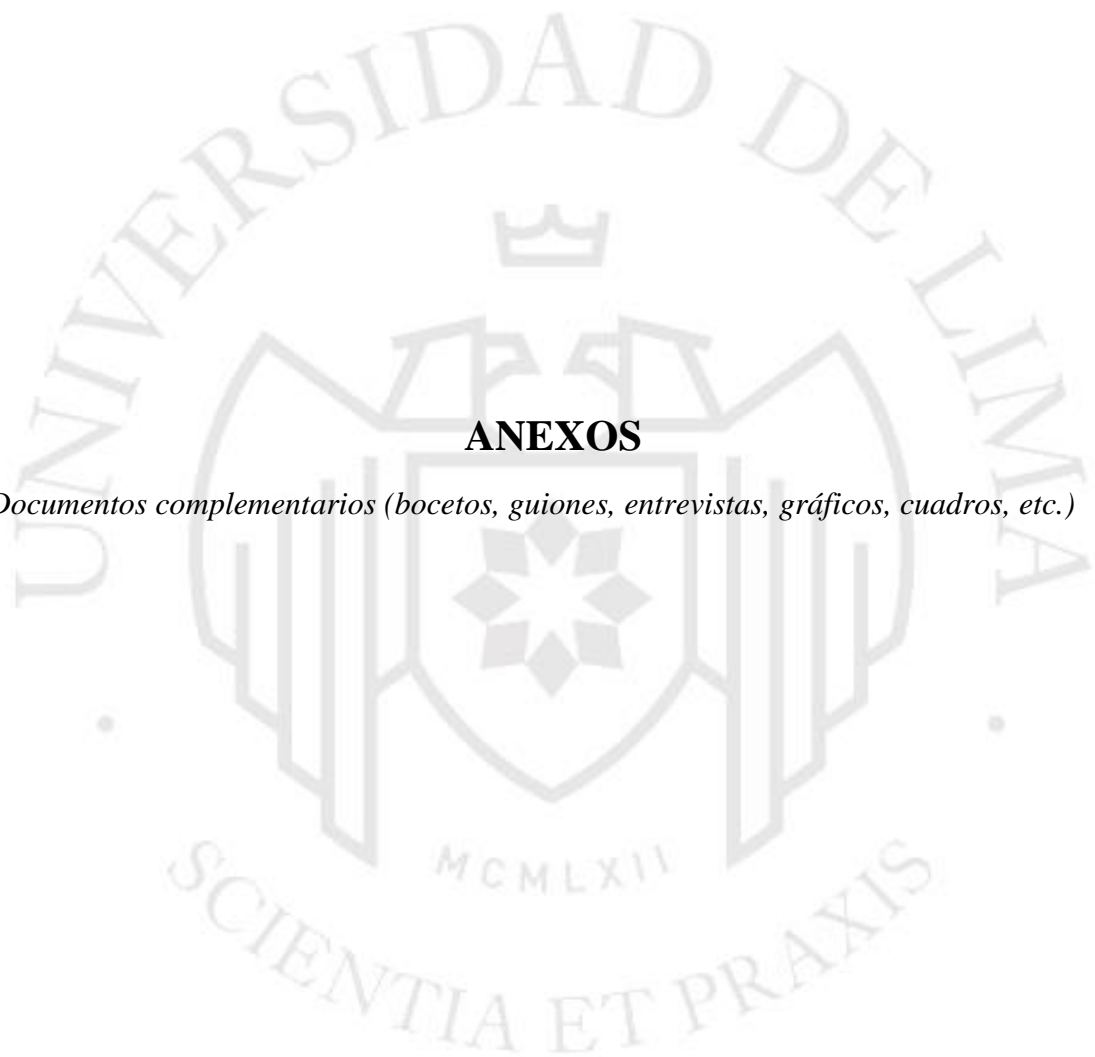 UNIVERSIDAD DE LIMA
ANEXOS
Documentos complementarios (bocetos, guiones, entrevistas, gráficos, cuadros, etc.)
MCMLXII
SCIENTIA ET PRAXIS